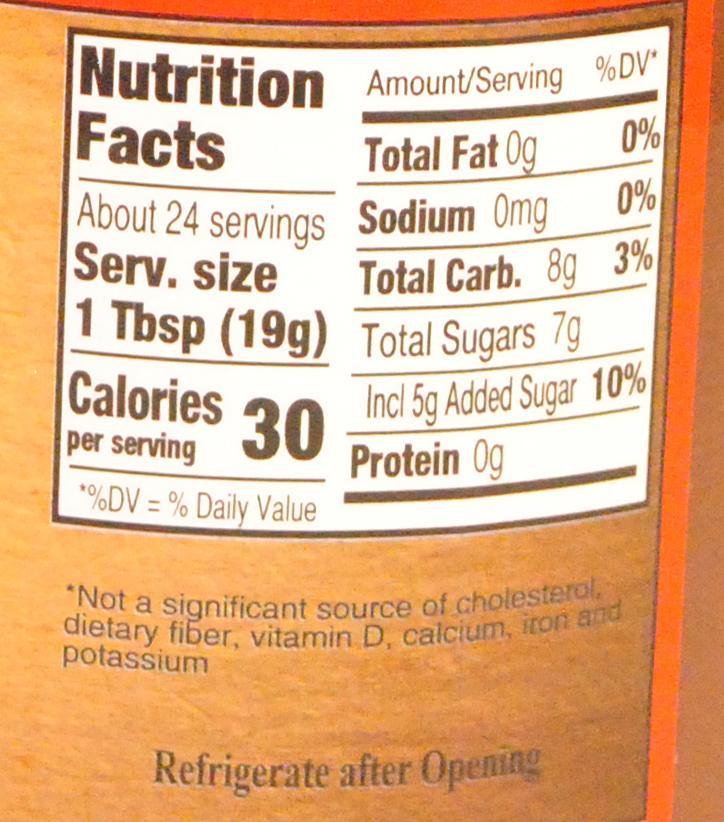 Nutrition
Facts
About 24 servings
Serv. size
1 Tbsp (19g)
Calories 30
per serving
*%DV = % Daily Value
Amount/Serving %DV*
Total Fat 0g 0%
Sodium 0mg 0%
Total Carb. 8g 3%
Total Sugars 7g
Incl 5g Added Sugar 10%
Protein 0g
*Not a significant source of cholesterol,
dietary fiber, vitamin D, calcium, iron and
potassium
Refrigerate after Opening